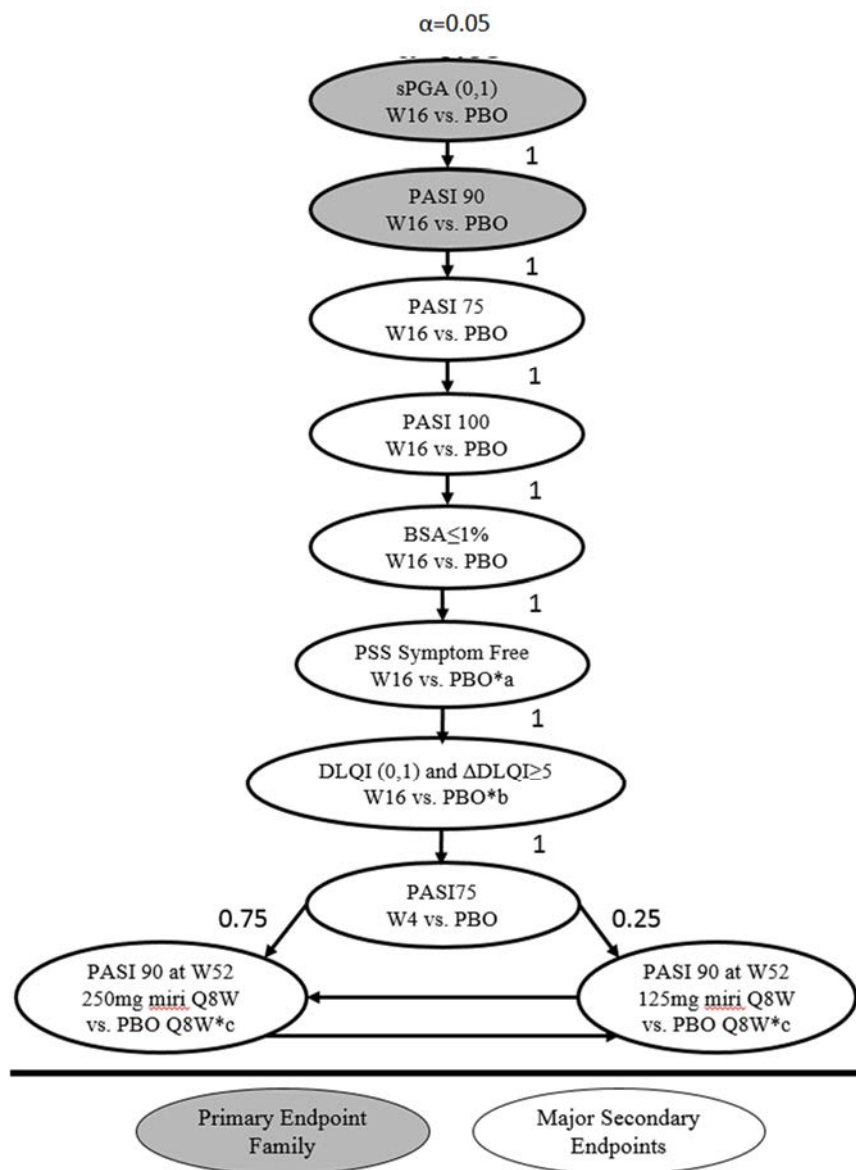 α=0.05
sPGA (0,1)
W16 vs. PBO
1
PASI 90
W16 vs. PBO
1
PASI 75
W16 vs. PBO
1
PASI 100
W16 vs. PBO
1
BSA≤1%
W16 vs. PBO
1
PSS Symptom Free
W16 vs. PBO*a
1
DLQI (0,1) and ΔDLQI≥5
W16 vs. PBO*b
1
PASI75
W4 vs. PBO
0.75
0.25
PASI 90 at W52
250mg miri Q8W
vs. PBO Q8W*c
PASI 90 at W52
125mg miri Q8W
vs. PBO Q8W*c
Primary Endpoint
Family
Major Secondary
Endpoints